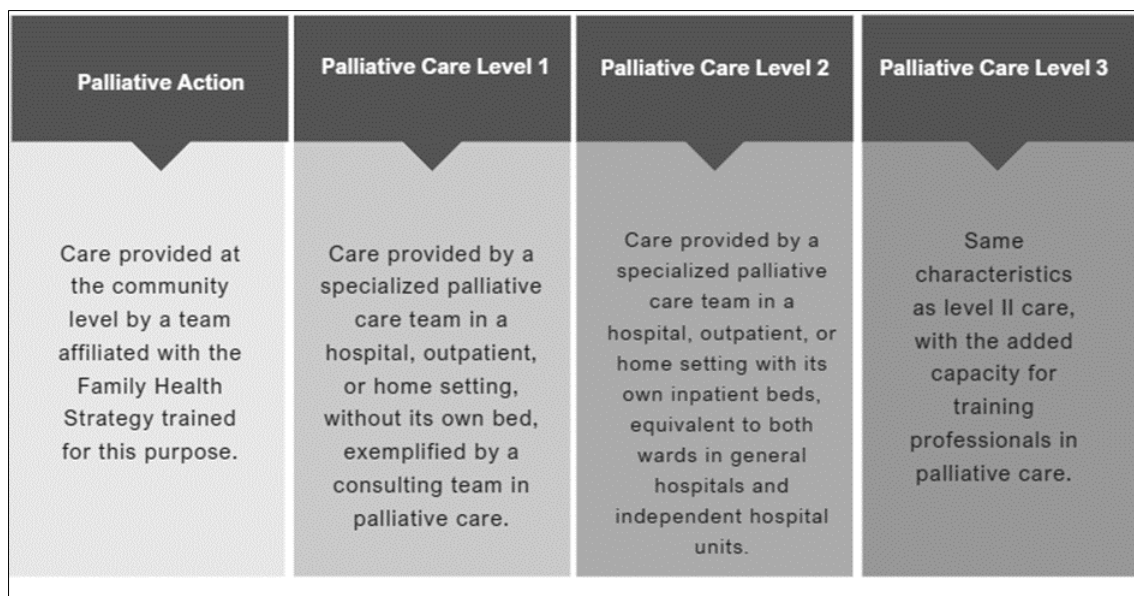 Palliative Action
Care provided at
the community
level by a team
affiliated with the
Family Health
Strategy trained
for this purpose.
Palliative Care Level 1
Care provided by a
specialized palliative
care team in a
hospital, outpatient,
or home setting,
without its own bed,
exemplified by a
consulting team in
palliative care.
Palliative Care Level 2
Care provided by a
specialized palliative
care team in a
hospital, outpatient, or
home setting with its
own inpatient beds,
equivalent to both
wards in general
hospitals and
independent hospital
units.
Palliative Care Level 3
Same
characteristics
as level II care,
with the added
capacity for
training
professionals in
palliative care.